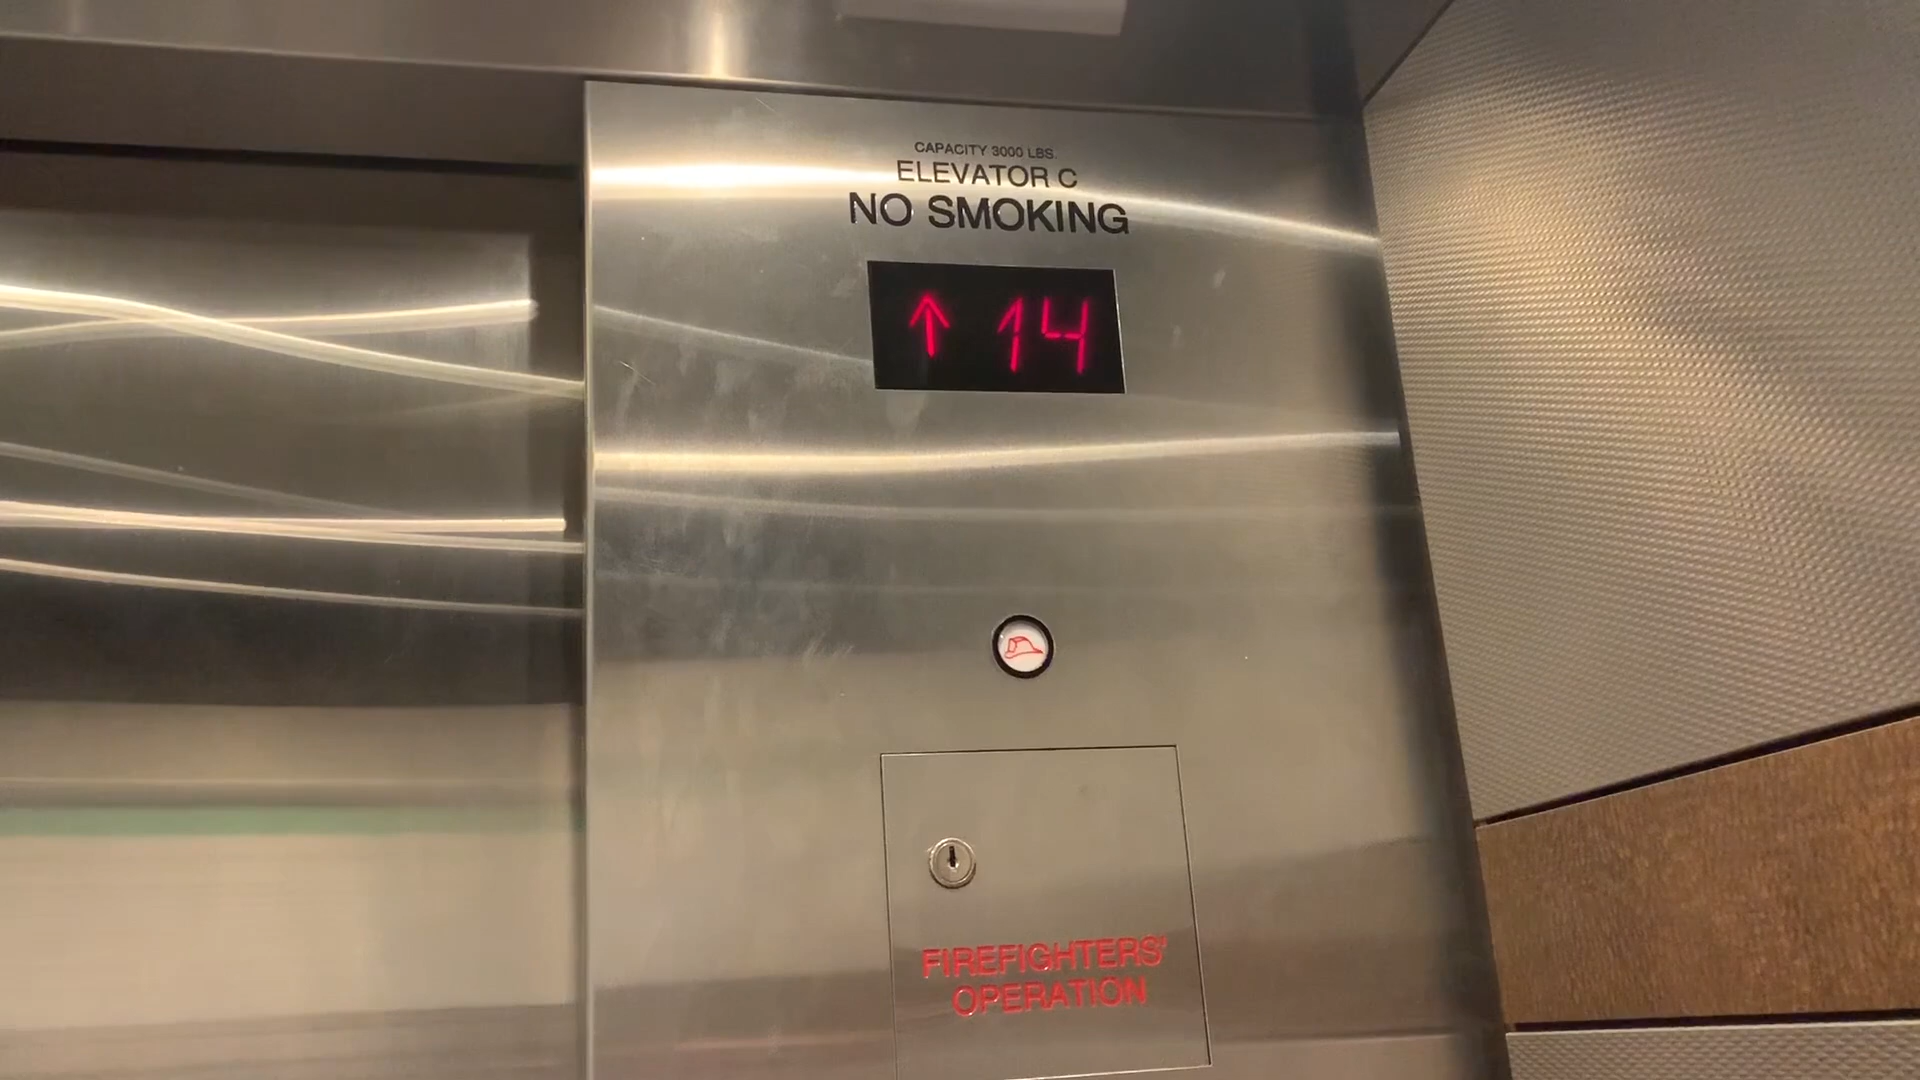 CAPACITY 3000 LBS.
ELEVATOR C
NO SMOKING
↑ 14
FIREFIGHTERS'
OPERATION